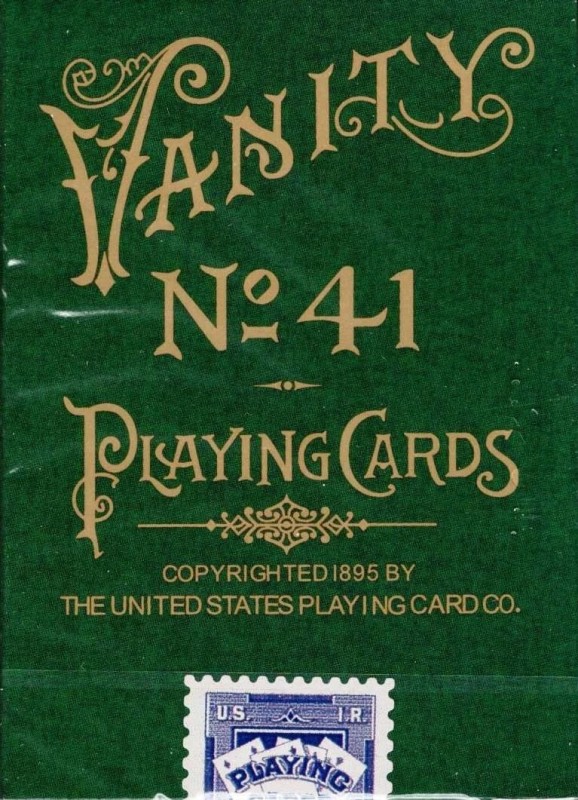 VANITY
No 41
PLAYING CARDS
COPYRIGHTED 1895 BY
THE UNITED STATES PLAYING CARD CO.
U.S. I.R.
PLAYING